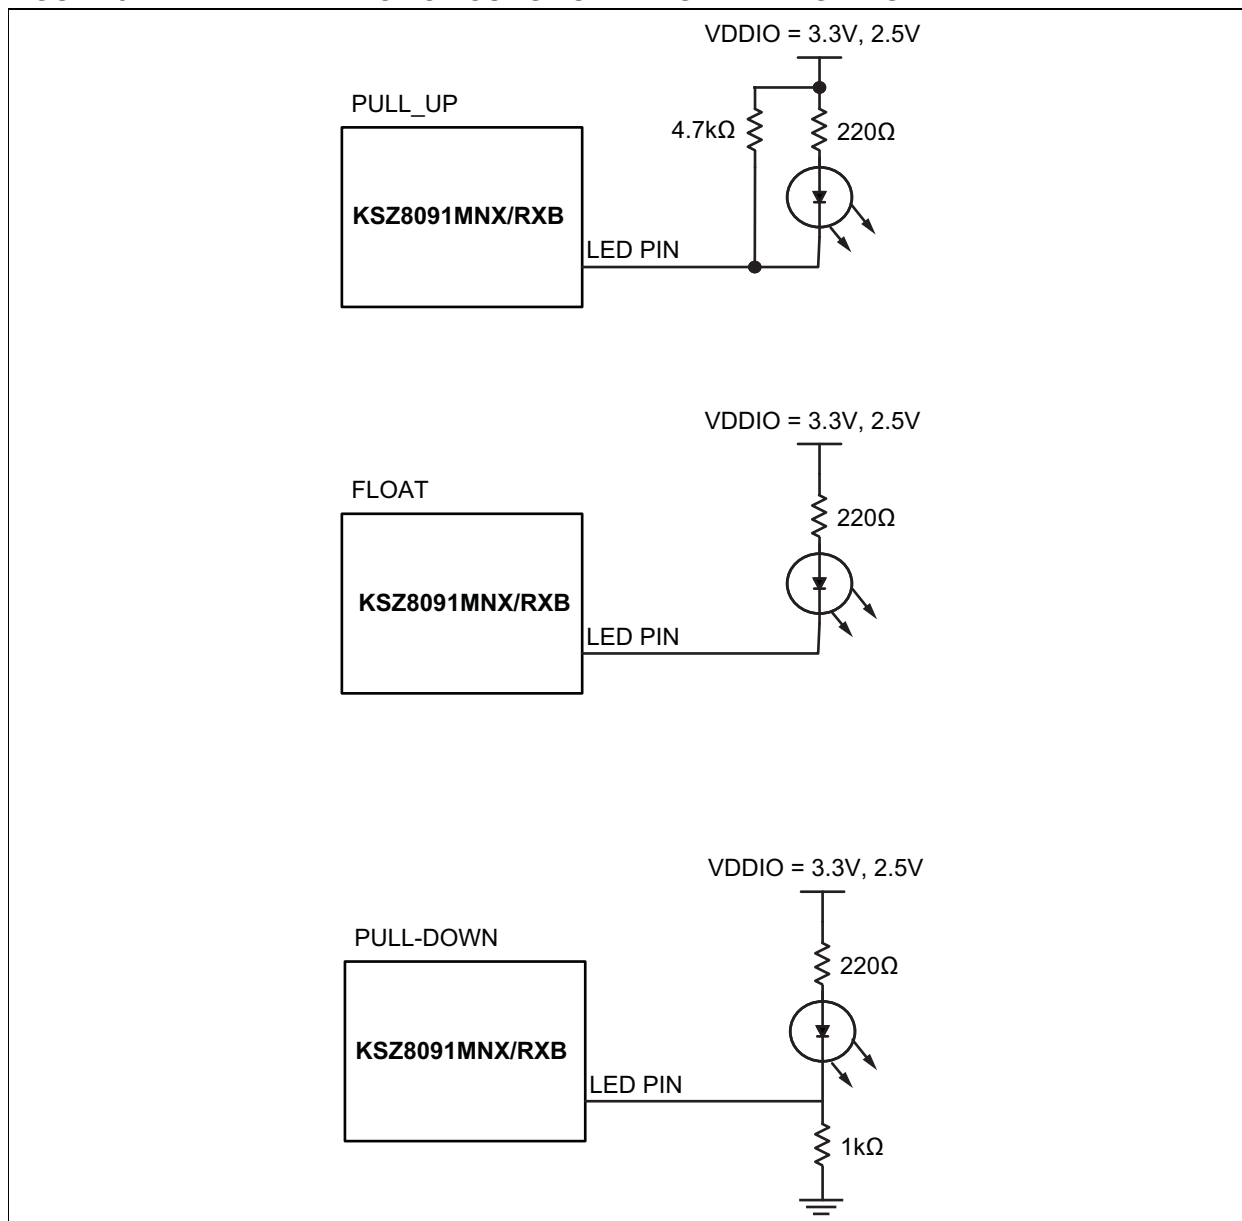 VDDIO = 3.3V, 2.5V
PULL_UP
4.7kΩ
220Ω
KSZ8091MNX/RXB
LED PIN
VDDIO = 3.3V, 2.5V
FLOAT
220Ω
KSZ8091MNX/RXB
LED PIN
VDDIO = 3.3V, 2.5V
PULL-DOWN
220Ω
KSZ8091MNX/RXB
LED PIN
1kΩ